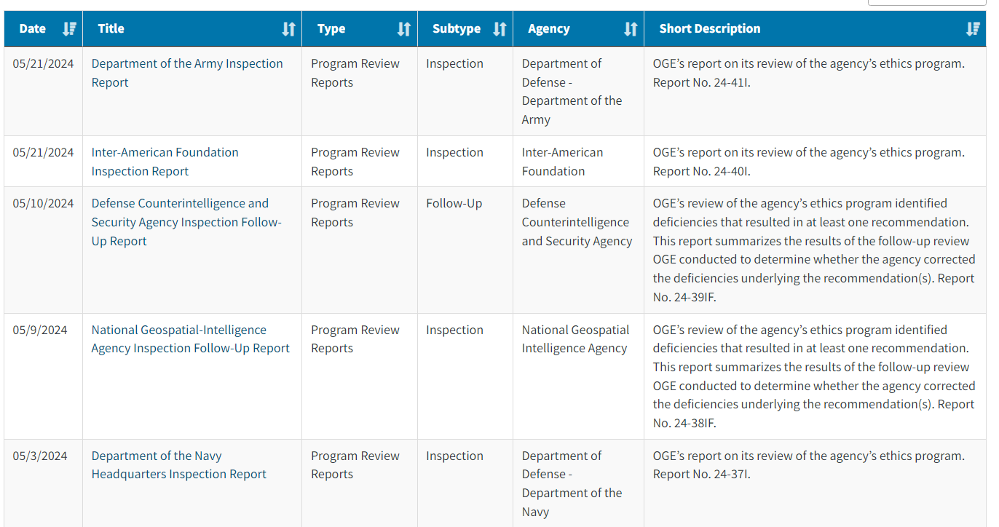 Date Title Type Subtype Agency Short Description
05/21/2024 Department of the Army Inspection Program Review Inspection Department of OGE’s report on its review of the agency’s ethics program.
Report Reports Defense - Report No. 24-41I.
Department of the
Army
05/21/2024 Inter-American Foundation Program Review Inspection Inter-American OGE’s report on its review of the agency’s ethics program.
Inspection Report Reports Foundation Report No. 24-40I.
05/10/2024 Defense Counterintelligence and Program Review Follow-Up Defense OGE’s review of the agency’s ethics program identified
Security Agency Inspection Follow- Reports Counterintelligence deficiencies that resulted in at least one recommendation.
Up Report and Security Agency This report summarizes the results of the follow-up review
OGE conducted to determine whether the agency corrected
the deficiencies underlying the recommendation(s). Report
No. 24-39IF.
05/9/2024 National Geospatial-Intelligence Program Review Inspection National Geospatial OGE’s review of the agency’s ethics program identified
Agency Inspection Follow-Up Report Reports Intelligence Agency deficiencies that resulted in at least one recommendation.
This report summarizes the results of the follow-up review
OGE conducted to determine whether the agency corrected
the deficiencies underlying the recommendation(s). Report
No. 24-38IF.
05/3/2024 Department of the Navy Program Review Inspection Department of OGE’s report on its review of the agency’s ethics program.
Headquarters Inspection Report Reports Defense - Report No. 24-37I.
Department of the
Navy